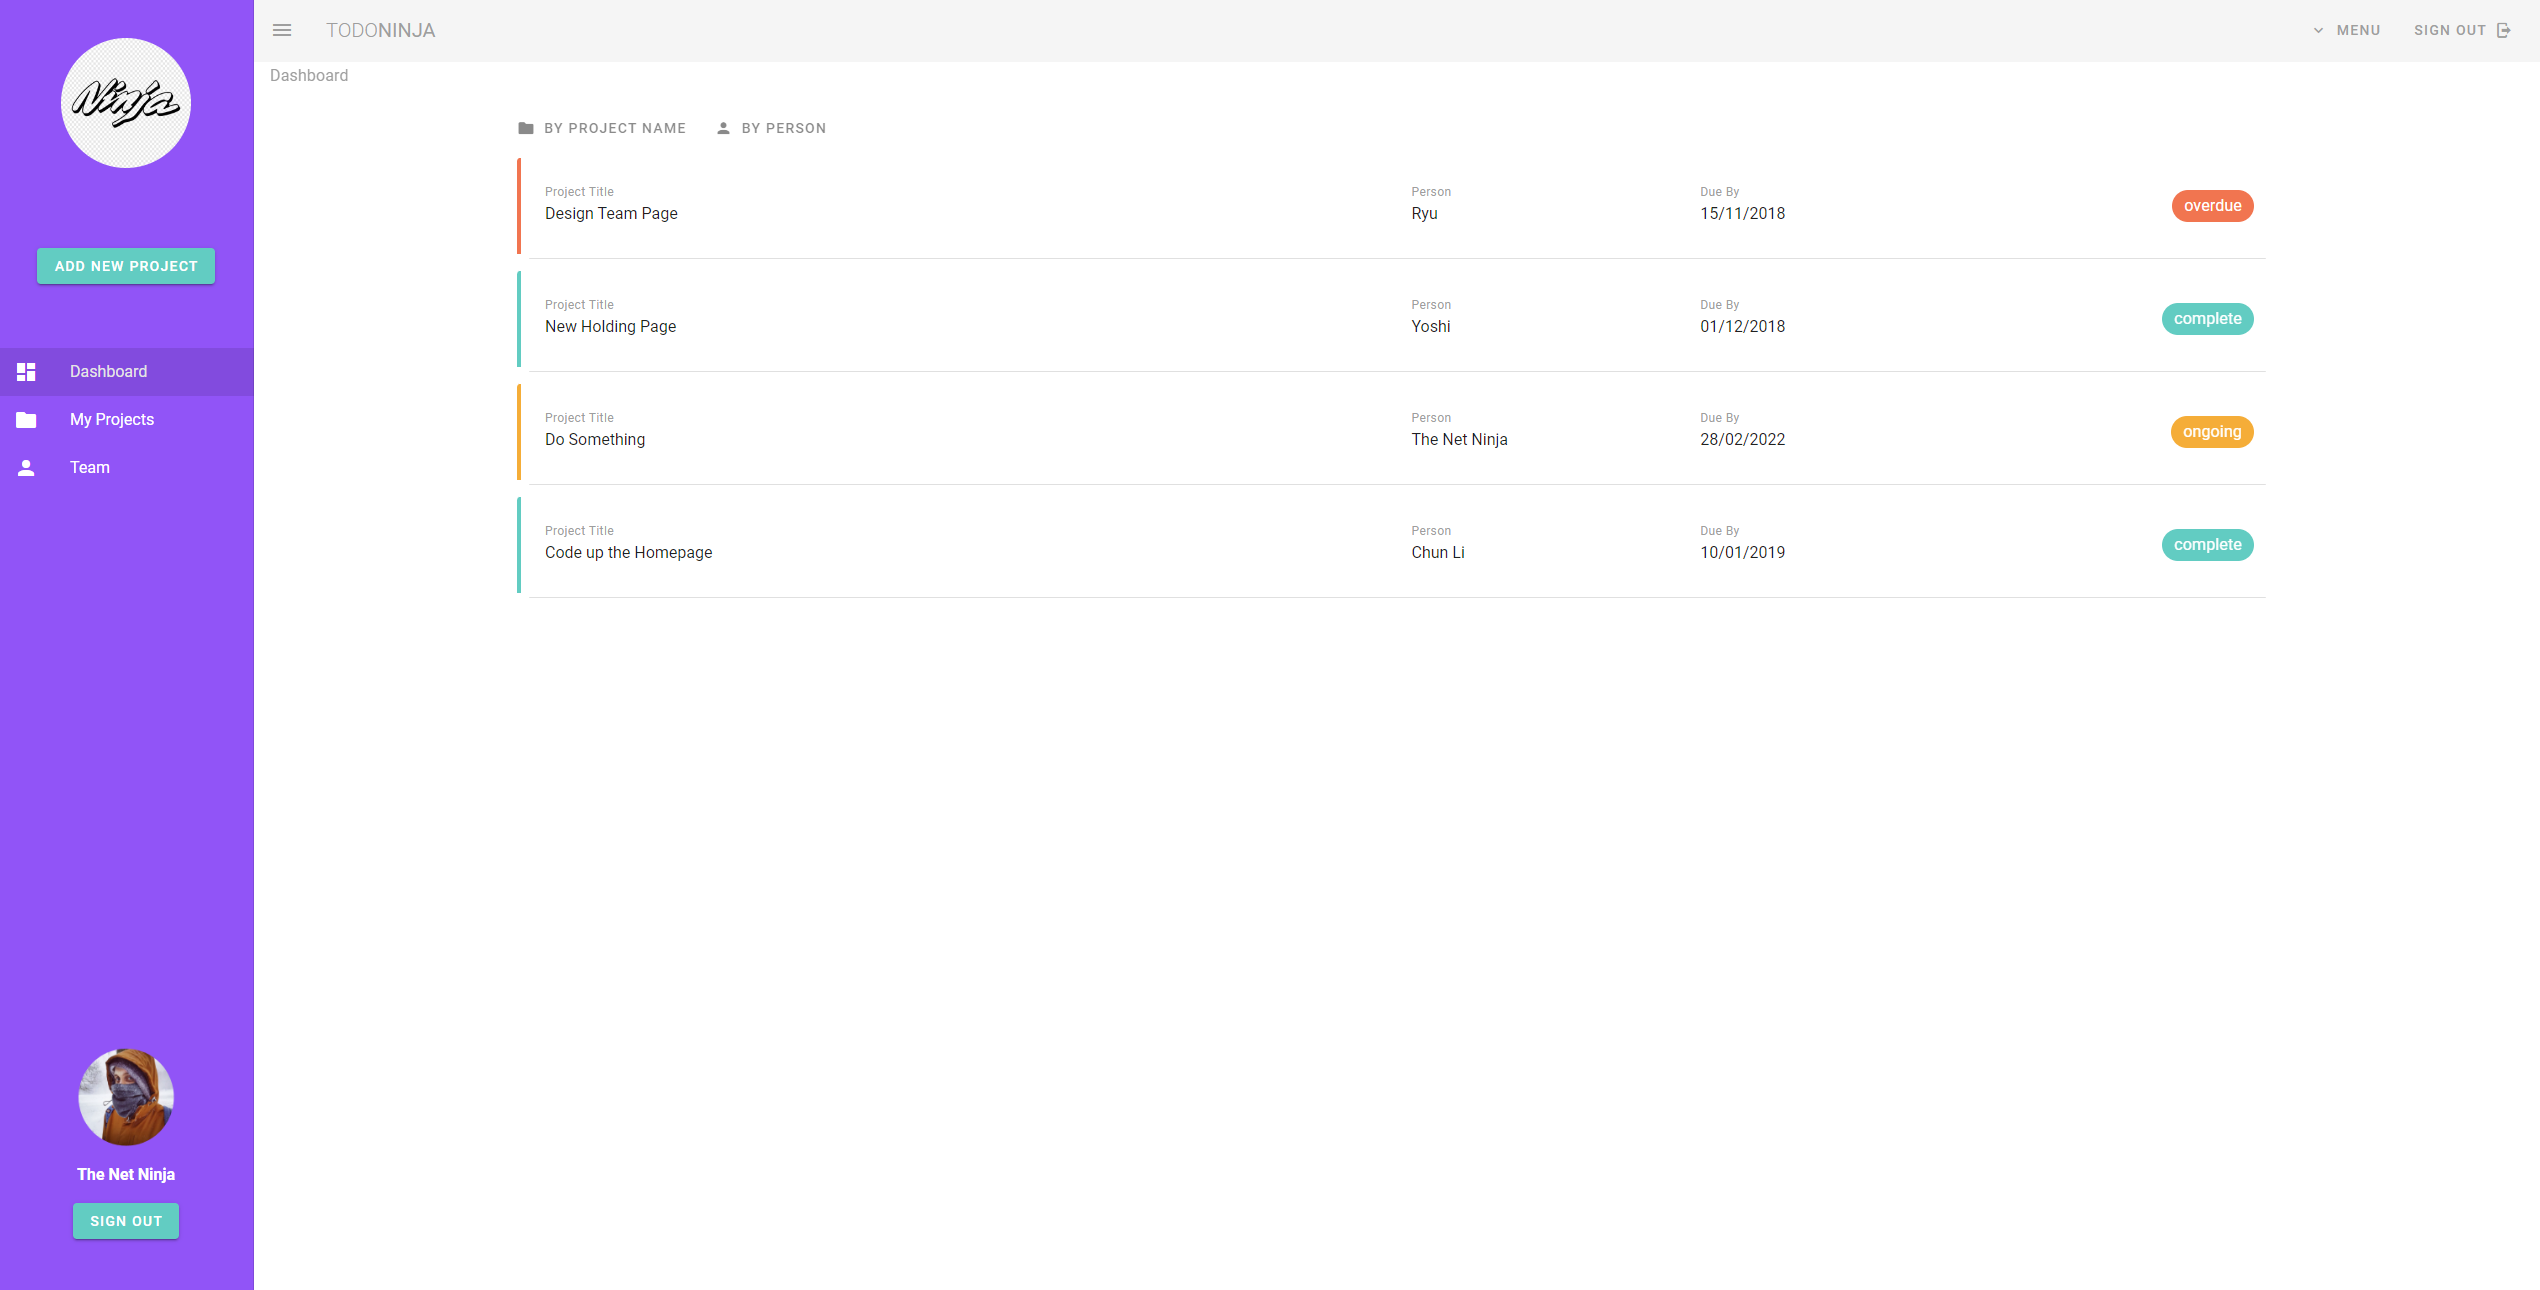 Ninja
ADD NEW PROJECT
Dashboard
My Projects
Team
The Net Ninja
SIGN OUT
TODONINJA
MENU
SIGN OUT
Dashboard
BY PROJECT NAME
BY PERSON
Project Title
Design Team Page
Person
Ryu
Due By
15/11/2018
overdue
Project Title
New Holding Page
Person
Yoshi
Due By
01/12/2018
complete
Project Title
Do Something
Person
The Net Ninja
Due By
28/02/2022
ongoing
Project Title
Code up the Homepage
Person
Chun Li
Due By
10/01/2019
complete